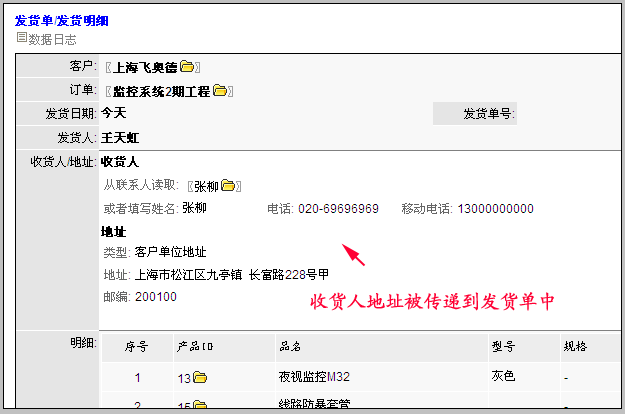 发货单/发货明细
数据日志
客户: 〖上海飞奥德〗
订单: 〖监控系统2期工程〗
发货日期: 今天 发货单号:
发货人: 王天虹
收货人/地址: 收货人
从联系人读取: 〖张柳〗
或者填写姓名: 张柳 电话: 020-69696969 移动电话: 13000000000
地址
类型: 客户单位地址
地址: 上海市松江区九亭镇 长富路228号甲
收货人地址被传递到发货单中
邮编: 200100
明细: 序号 产品ID 品名 型号 规格
1 13 夜视监控M32 灰色 -
2 15 线路防暴套管 -